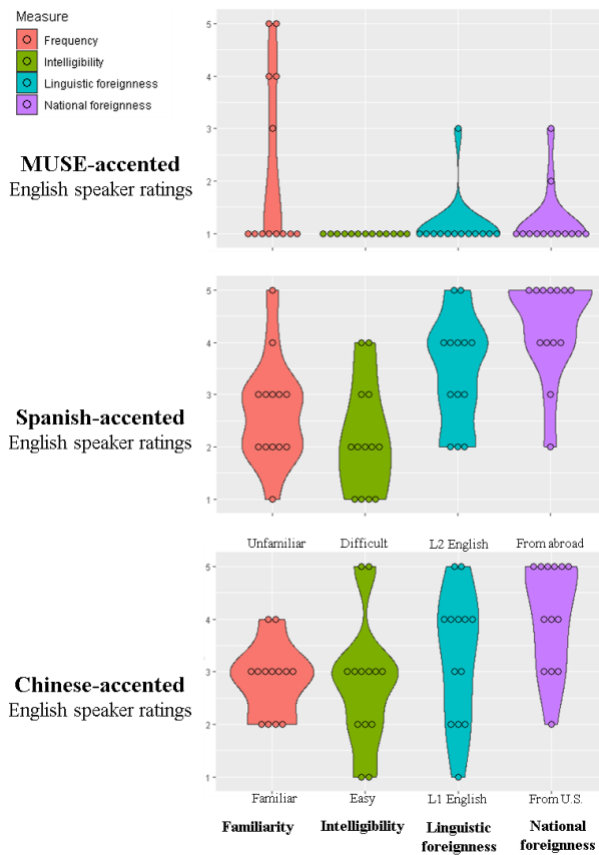 Measure
Frequency
Intelligibility
Linguistic foreignness
National foreignness
MUSE-accented
English speaker ratings
5
4
3
2
1
Spanish-accented
English speaker ratings
5
4
3
2
1
Unfamiliar Difficult L2 English From abroad
Chinese-accented
English speaker ratings
5
4
3
2
1
Familiar Easy L1 English From U.S.
Familiarity Intelligibility Linguistic foreignness National foreignness